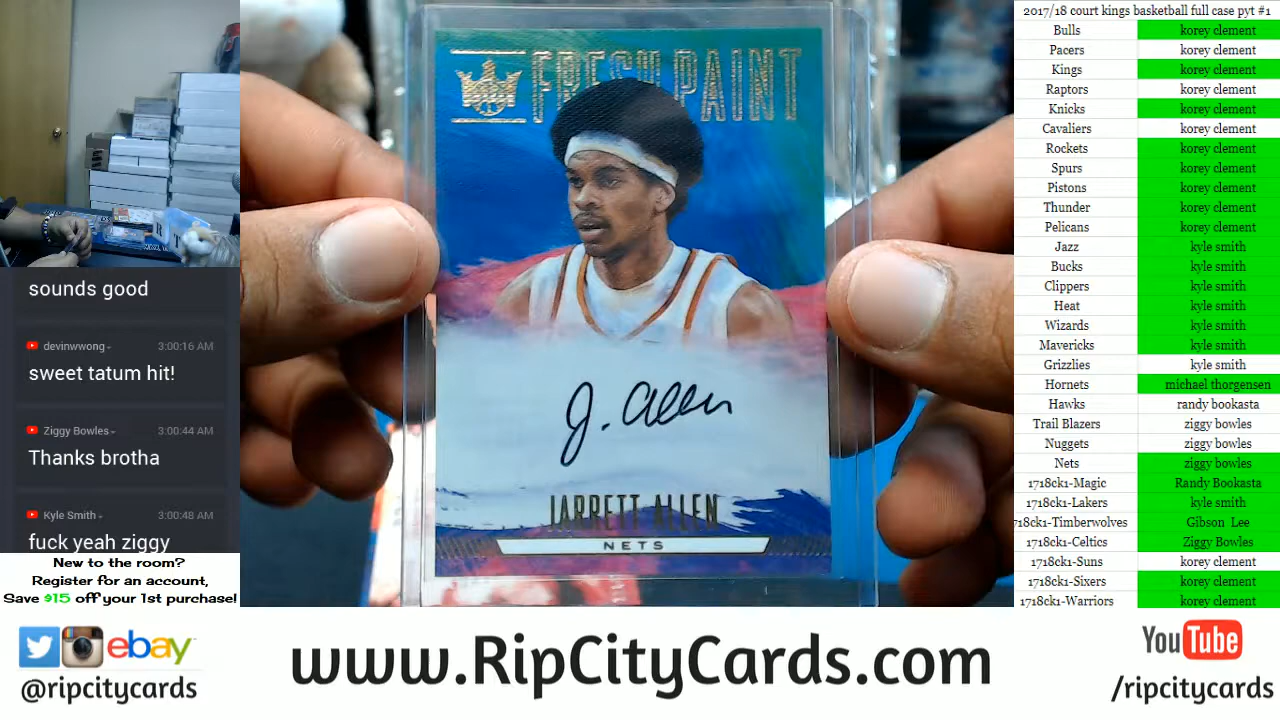 sounds good
devinwwong 3:00:16 AM
sweet tatum hit!
Ziggy Bowles 3:00:44 AM
Thanks brotha
Kyle Smith 3:00:48 AM
fuck yeah ziggy
New to the room?
Register for an account,
Save $15 off your 1st purchase!
FRESH PAINT
J. Allen
JARRETT ALLEN
NETS
2017/18 court kings basketball full case pyt #1
Bulls korey clement
Pacers korey clement
Kings korey clement
Raptors korey clement
Knicks korey clement
Cavaliers korey clement
Rockets korey clement
Spurs korey clement
Pistons korey clement
Thunder korey clement
Pelicans korey clement
Jazz kyle smith
Bucks kyle smith
Clippers kyle smith
Heat kyle smith
Wizards kyle smith
Mavericks kyle smith
Grizzlies kyle smith
Hornets michael thorgensen
Hawks randy bookasta
Trail Blazers ziggy bowles
Nuggets ziggy bowles
Nets ziggy bowles
1718ck1-Magic Randy Bookasta
1718ck1-Lakers kyle smith
718ck1-Timberwolves Gibson Lee
1718ck1-Celtics Ziggy Bowles
1718ck1-Suns korey clement
1718ck1-Sixers korey clement
1718ck1-Warriors korey clement
ebay
@ripcitycards
www.RipCityCards.com
YouTube
/ripcitycards